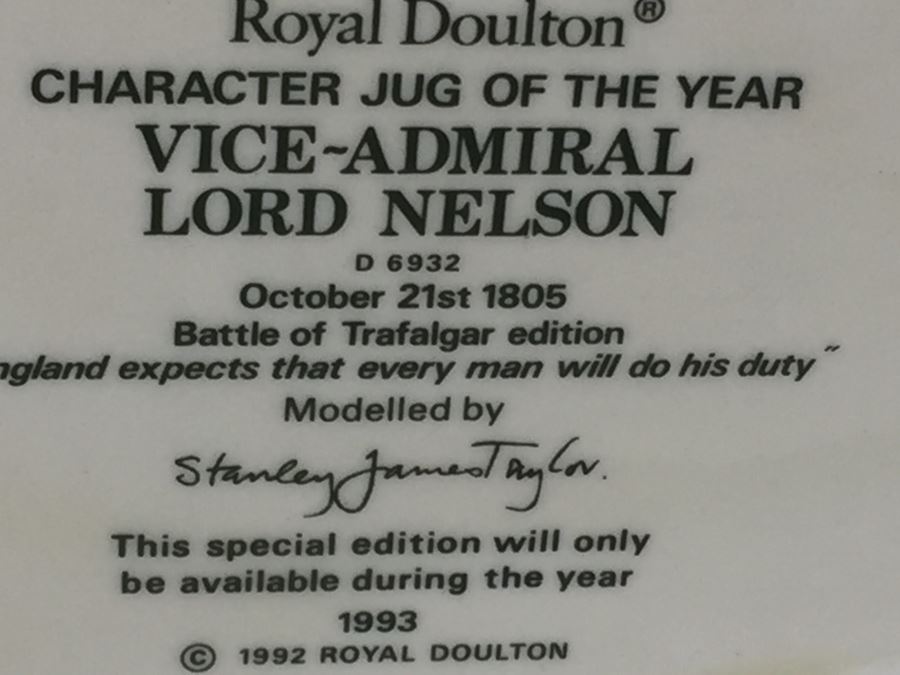 Royal Doulton®
CHARACTER JUG OF THE YEAR
VICE-ADMIRAL
LORD NELSON
D 6932
October 21st 1805
Battle of Trafalgar edition
ngland expects that every man will do his duty"
Modelled by
Stanley James Taylor.
This special edition will only
be available during the year
1993
© 1992 ROYAL DOULTON